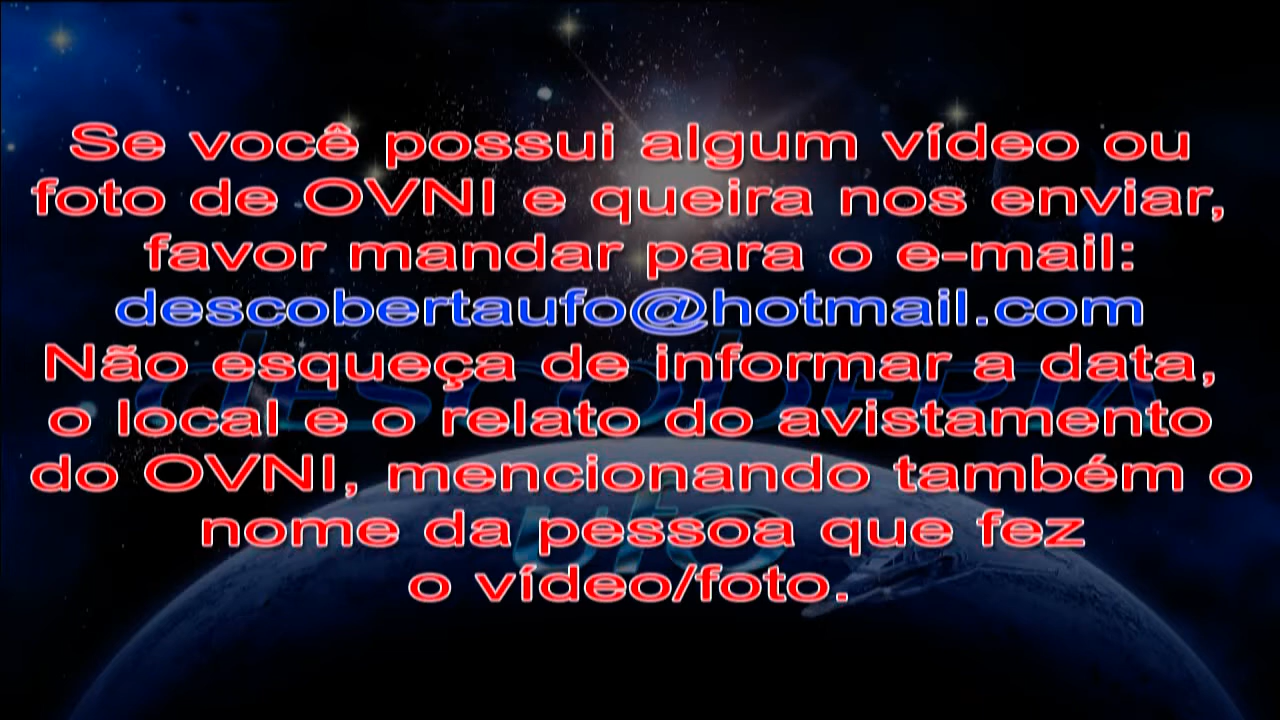 Se você possui algum vídeo ou
foto de OVNI e queira nos enviar,
favor mandar para o e-mail:
descobertaufo@hotmail.com
Não esqueça de informar a data,
o local e o relato do avistamento
do OVNI, mencionando também o
nome da pessoa que fez
o vídeo/foto.
DESCOBERTA
ufo